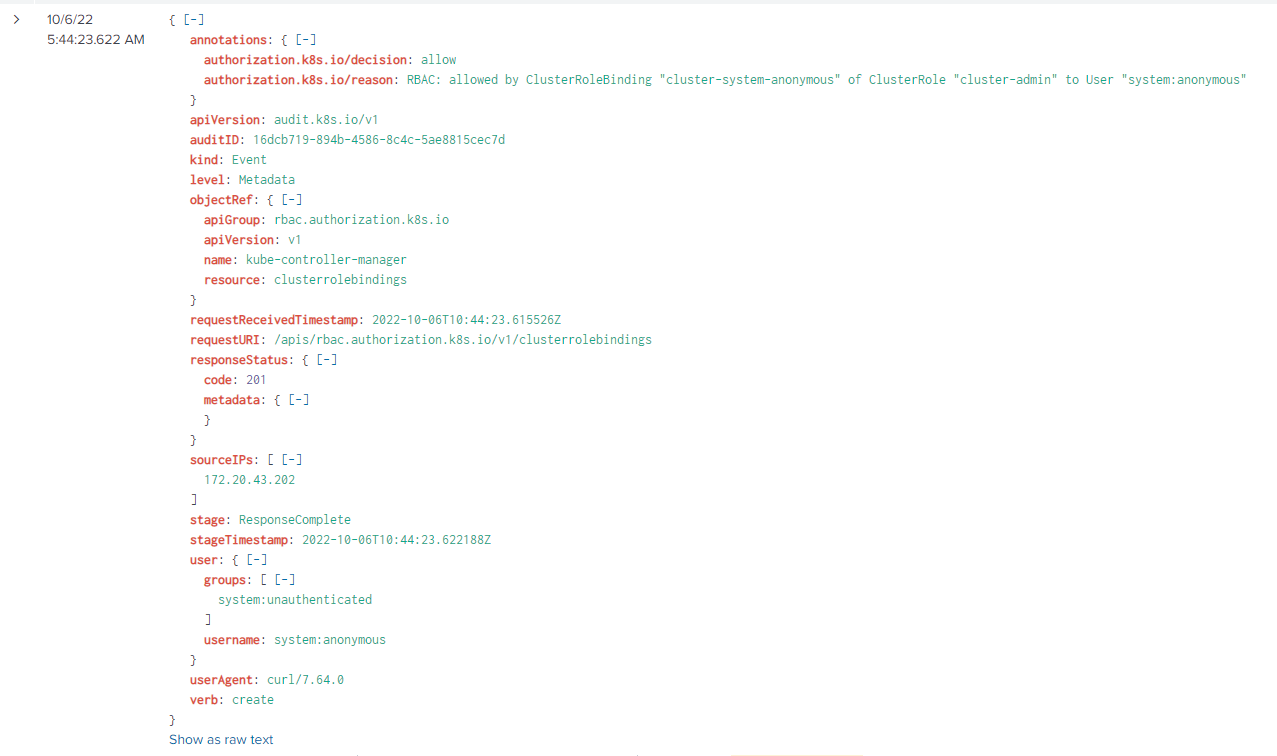 10/6/22 { [-]
5:44:23.622 AM annotations: { [-]
authorization.k8s.io/decision: allow
authorization.k8s.io/reason: RBAC: allowed by ClusterRoleBinding "cluster-system-anonymous" of ClusterRole "cluster-admin" to User "system:anonymous"
}
apiVersion: audit.k8s.io/v1
auditID: 16dcb719-894b-4586-8c4c-5ae8815cec7d
kind: Event
level: Metadata
objectRef: { [-]
apiGroup: rbac.authorization.k8s.io
apiVersion: v1
name: kube-controller-manager
resource: clusterrolebindings
}
requestReceivedTimestamp: 2022-10-06T10:44:23.615526Z
requestURI: /apis/rbac.authorization.k8s.io/v1/clusterrolebindings
responseStatus: { [-]
code: 201
metadata: { [-]
}
}
sourceIPs: [ [-]
172.20.43.202
]
stage: ResponseComplete
stageTimestamp: 2022-10-06T10:44:23.622188Z
user: { [-]
groups: [ [-]
system:unauthenticated
]
username: system:anonymous
}
userAgent: curl/7.64.0
verb: create
}
Show as raw text